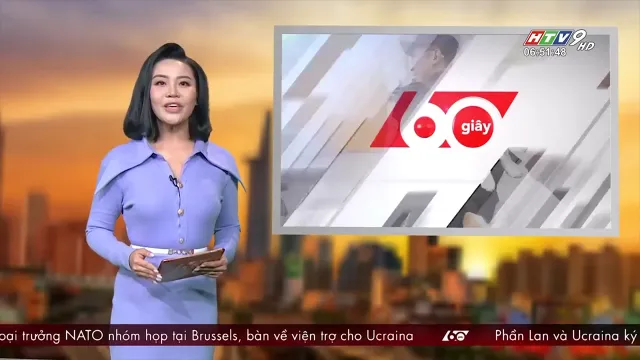 HTV9 HD
06:51:48
60 giây
oại trưởng NATO nhóm họp tại Brussels, bàn về viện trợ cho Ucraina 60 Phần Lan và Ucraina ký